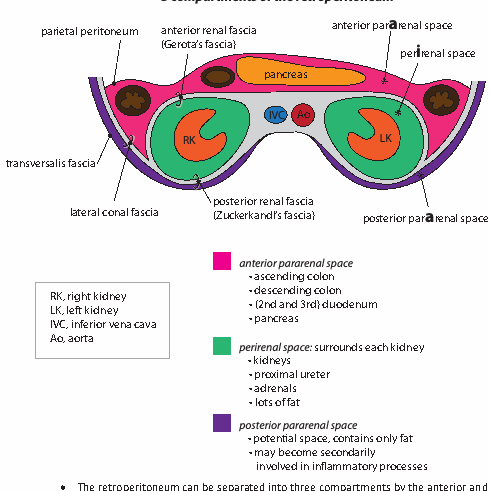 anterior pararenal space
parietal peritoneum
anterior renal fascia
(Gerota's fascia)
perirenal space
pancreas
IVC
Ao
RK
LK
transversalis fascia
lateral conal fascia
posterior renal fascia
(Zuckerkandl's fascia)
posterior pararenal space
anterior pararenal space
• ascending colon
• descending colon
• (2nd and 3rd) duodenum
• pancreas
RK, right kidney
LK, left kidney
IVC, inferior vena cava
Ao, aorta
perirenal space: surrounds each kidney
• kidneys
• proximal ureter
• adrenals
• lots of fat
posterior pararenal space
• potential space, contains only fat
• may become secondarily
involved in inflammatory processes
• The retroperitoneum can be separated into three compartments by the anterior and